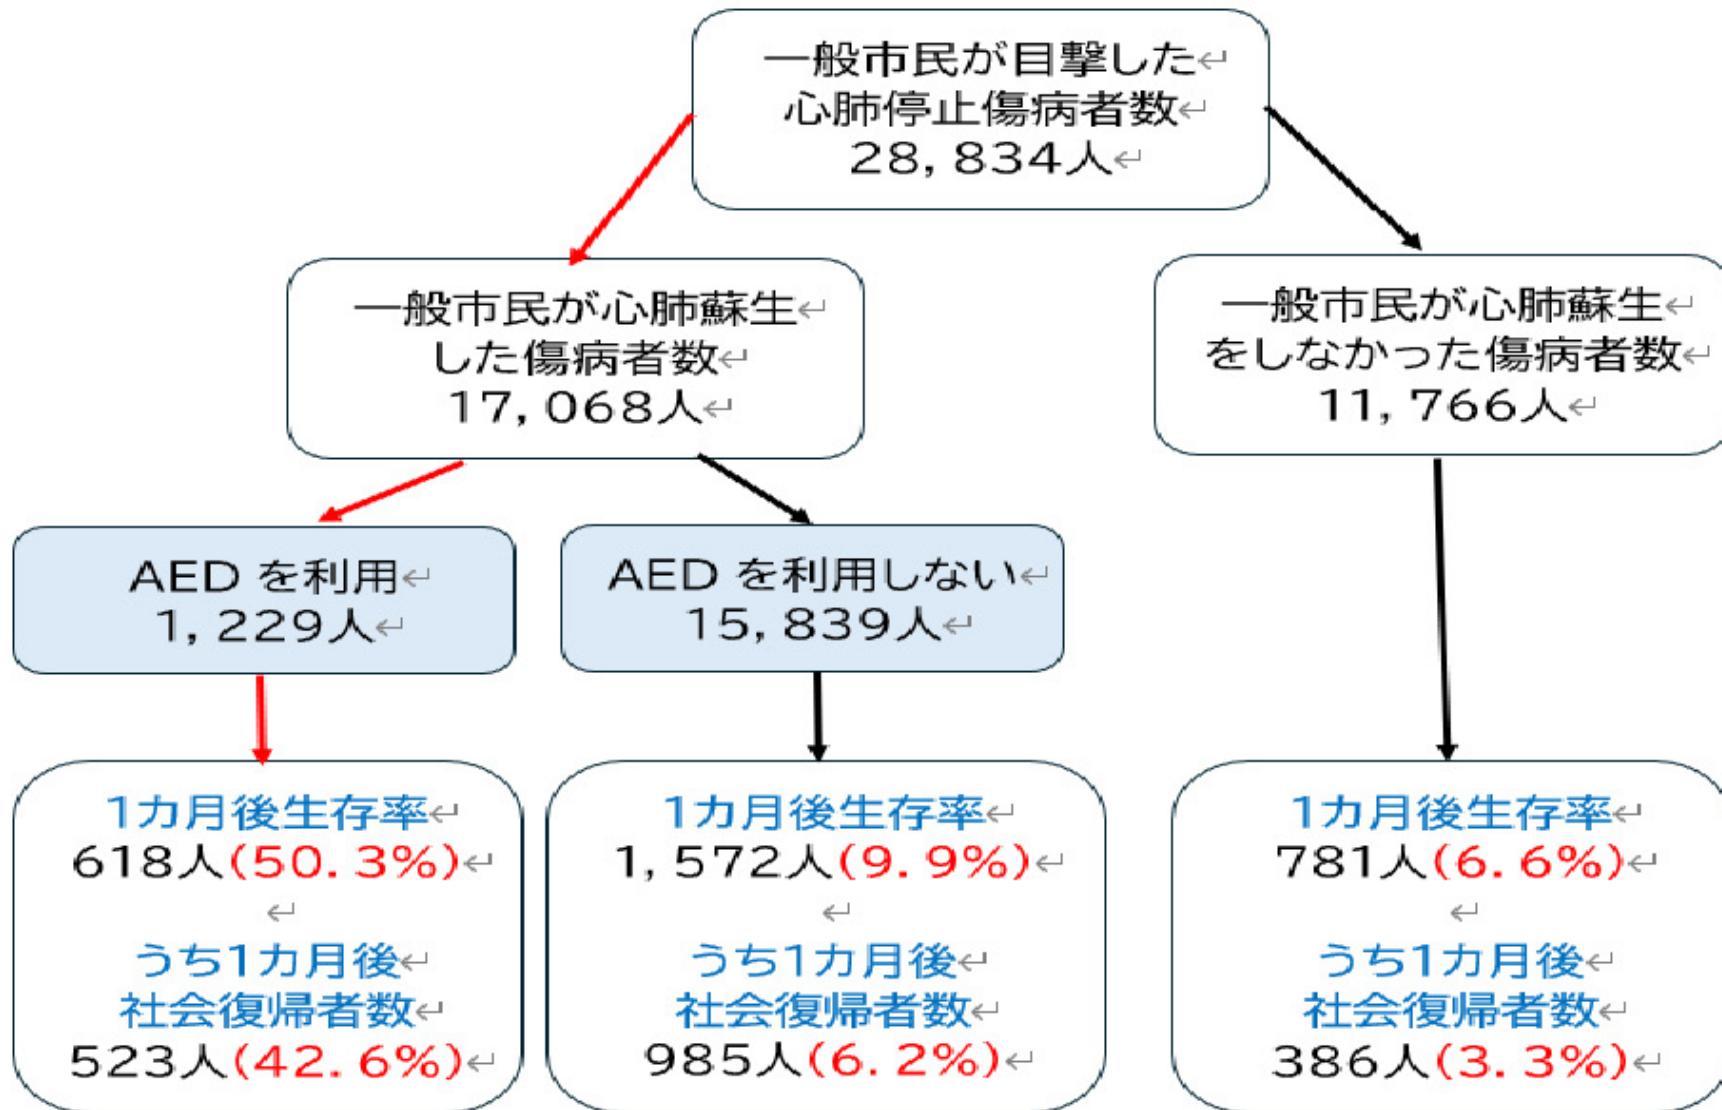 一般市民が目撃した↵
心肺停止傷病者数↵
28,834人↵
一般市民が心肺蘇生↵
した傷病者数↵
17,068人↵
一般市民が心肺蘇生↵
をしなかった傷病者数↵
11,766人↵
AED を利用↵
1,229人↵
AED を利用しない↵
15,839人↵
1カ月後生存率↵
618人(50.3%)↵
↵
うち1カ月後↵
社会復帰者数↵
523人(42.6%)↵
1カ月後生存率↵
1,572人(9.9%)↵
↵
うち1カ月後↵
社会復帰者数↵
985人(6.2%)↵
1カ月後生存率↵
781人(6.6%)↵
↵
うち1カ月後↵
社会復帰者数↵
386人(3.3%)↵